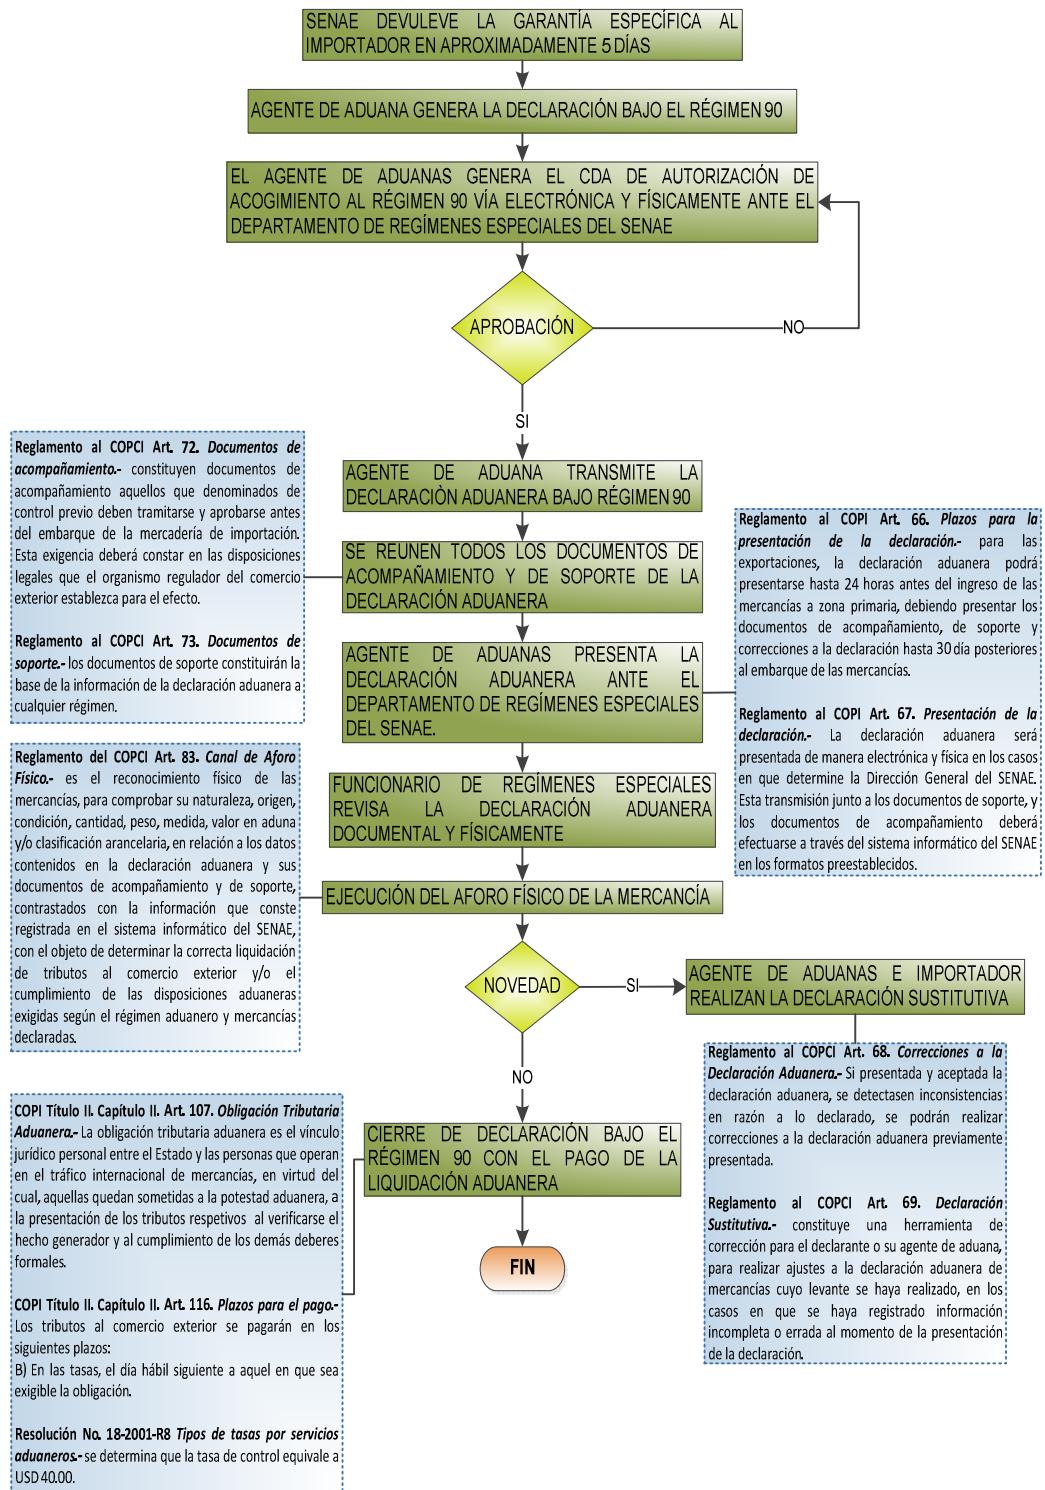 SENAE DEVULEVE LA GARANTÍA ESPECÍFICA AL
IMPORTADOR EN APROXIMADAMENTE 5 DÍAS
AGENTE DE ADUANA GENERA LA DECLARACIÓN BAJO EL RÉGIMEN 90
EL AGENTE DE ADUANAS GENERA EL CDA DE AUTORIZACIÓN DE
ACOGIMIENTO AL RÉGIMEN 90 VÍA ELECTRÓNICA Y FÍSICAMENTE ANTE EL
DEPARTAMENTO DE REGÍMENES ESPECIALES DEL SENAE
APROBACIÓN
NO
SI
AGENTE DE ADUANA TRANSMITE LA
DECLARACIÒN ADUANERA BAJO RÉGIMEN 90
SE REUNEN TODOS LOS DOCUMENTOS DE
ACOMPAÑAMIENTO Y DE SOPORTE DE LA
DECLARACIÓN ADUANERA
Reglamento al COPCI Art. 72. Documentos de
acompañamiento.- constituyen documentos de
acompañamiento aquellos que denominados de
control previo deben tramitarse y aprobarse antes
del embarque de la mercadería de importación.
Esta exigencia deberá constar en las disposiciones
legales que el organismo regulador del comercio
exterior establezca para el efecto.
Reglamento al COPCI Art. 73. Documentos de
soporte.- los documentos de soporte constituirán la
base de la información de la declaración aduanera a
cualquier régimen.
AGENTE DE ADUANAS PRESENTA LA
DECLARACIÓN ADUANERA ANTE EL
DEPARTAMENTO DE REGÍMENES ESPECIALES
DEL SENAE.
Reglamento al COPI Art. 66. Plazos para la
presentación de la declaración.- para las
exportaciones, la declaración aduanera podrá
presentarse hasta 24 horas antes del ingreso de las
mercancías a zona primaria, debiendo presentar los
documentos de acompañamiento, de soporte y
correcciones a la declaración hasta 30 día posteriores
al embarque de las mercancías.
Reglamento al COPI Art. 67. Presentación de la
declaración.- La declaración aduanera será
presentada de manera electrónica y física en los casos
en que determine la Dirección General del SENAE.
Esta transmisión junto a los documentos de soporte, y
los documentos de acompañamiento deberá
efectuarse a través del sistema informático del SENAE
en los formatos preestablecidos.
FUNCIONARIO DE REGÍMENES ESPECIALES
REVISA LA DECLARACIÓN ADUANERA
DOCUMENTAL Y FÍSICAMENTE
EJECUCIÓN DEL AFORO FÍSICO DE LA MERCANCÍA
Reglamento del COPCI Art. 83. Canal de Aforo
Físico.- es el reconocimiento físico de las
mercancías, para comprobar su naturaleza, origen,
condición, cantidad, peso, medida, valor en aduna
y/o clasificación arancelaria, en relación a los datos
contenidos en la declaración aduanera y sus
documentos de acompañamiento y de soporte,
contrastados con la información que conste
registrada en el sistema informático del SENAE,
con el objeto de determinar la correcta liquidación
de tributos al comercio exterior y/o el
cumplimiento de las disposiciones aduaneras
exigidas según el régimen aduanero y mercancías
declaradas.
NOVEDAD
SI
AGENTE DE ADUANAS E IMPORTADOR
REALIZAN LA DECLARACIÓN SUSTITUTIVA
Reglamento al COPCI Art. 68. Correcciones a la
Declaración Aduanera.- Si presentada y aceptada la
declaración aduanera, se detectasen inconsistencias
en razón a lo declarado, se podrán realizar
correcciones a la declaración aduanera previamente
presentada.
Reglamento al COPCI Art. 69. Declaración
Sustitutiva.- constituye una herramienta de
corrección para el declarante o su agente de aduana,
para realizar ajustes a la declaración aduanera de
mercancías cuyo levante se haya realizado, en los
casos en que se haya registrado información
incompleta o errada al momento de la presentación
de la declaración.
NO
CIERRE DE DECLARACIÓN BAJO EL
RÉGIMEN 90 CON EL PAGO DE LA
LIQUIDACIÓN ADUANERA
COPI Título II. Capítulo II. Art. 107. Obligación Tributaria
Aduanera.- La obligación tributaria aduanera es el vínculo
jurídico personal entre el Estado y las personas que operan
en el tráfico internacional de mercancías, en virtud del
cual, aquellas quedan sometidas a la potestad aduanera, a
la presentación de los tributos respetivos al verificarse el
hecho generador y al cumplimiento de los demás deberes
formales.
COPI Título II. Capítulo II. Art. 116. Plazos para el pago.-
Los tributos al comercio exterior se pagarán en los
siguientes plazos:
B) En las tasas, el día hábil siguiente a aquel en que sea
exigible la obligación.
Resolución No. 18-2001-R8 Tipos de tasas por servicios
aduaneros.- se determina que la tasa de control equivale a
USD 40.00.
FIN